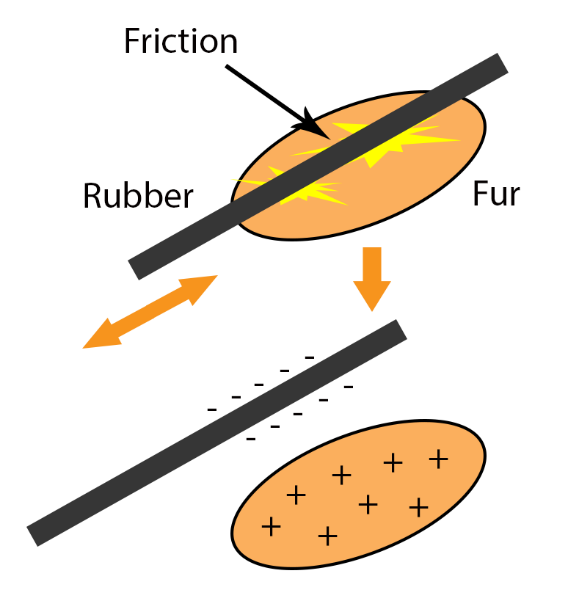 Friction
Rubber
Fur
- - - - -
- - - - -
+ + + +
+ + + +